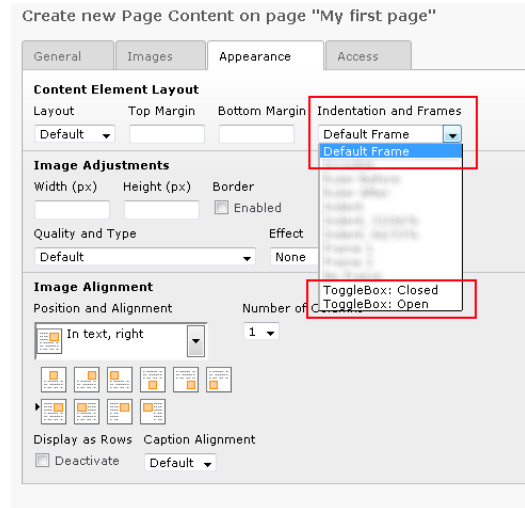 Create new Page Content on page "My first page"
General Images Appearance Access
Content Element Layout
Layout Top Margin Bottom Margin Indentation and Frames
Default Default Frame
Default Frame
Image Adjustments
Width (px) Height (px) Border
Enabled
Quality and Type Effect
Default None
ToggleBox: Closed
ToggleBox: Open
Image Alignment
Position and Alignment Number of
In text, right 1
Display as Rows Caption Alignment
Deactivate Default